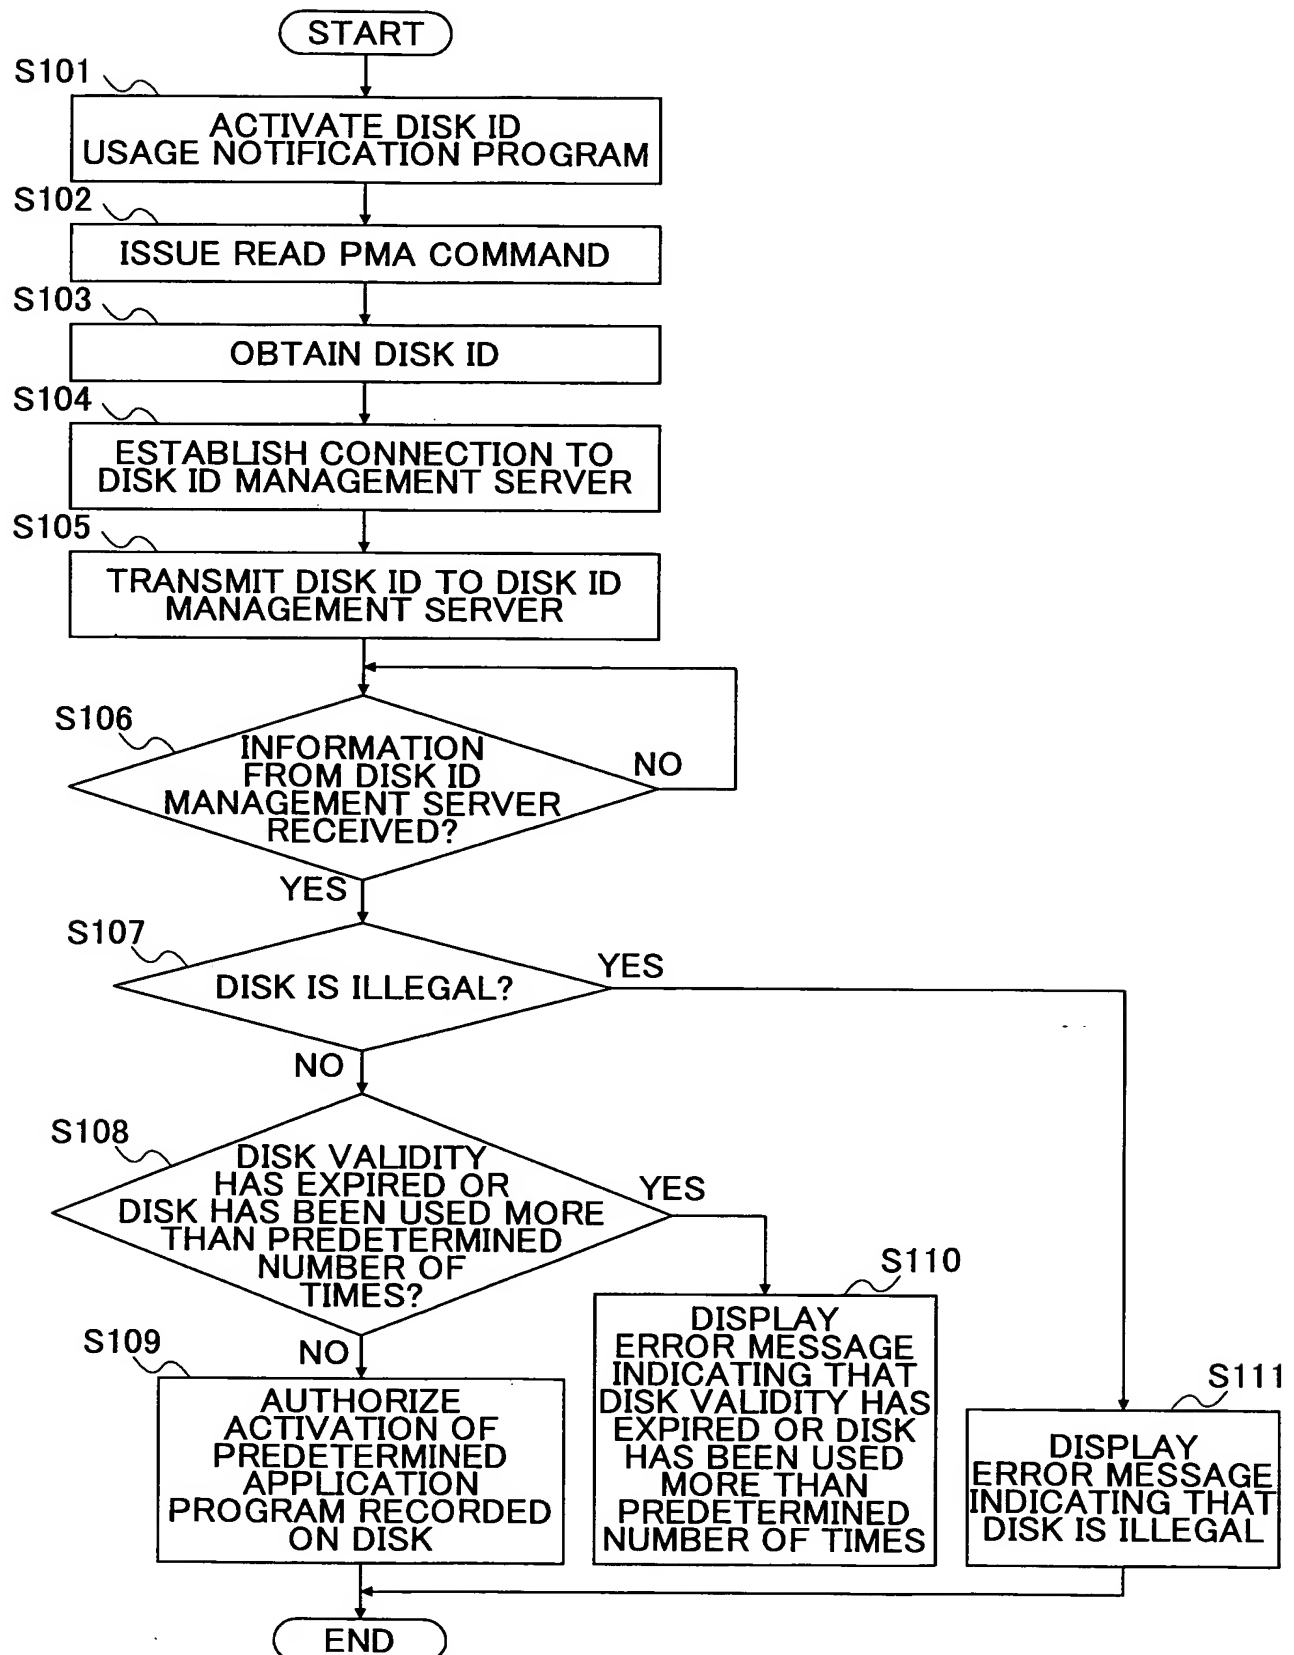 START
S101
ACTIVATE DISK ID
USAGE NOTIFICATION PROGRAM
S102
ISSUE READ PMA COMMAND
S103
OBTAIN DISK ID
S104
ESTABLISH CONNECTION TO
DISK ID MANAGEMENT SERVER
S105
TRANSMIT DISK ID TO DISK ID
MANAGEMENT SERVER
S106
INFORMATION
FROM DISK ID
MANAGEMENT SERVER
RECEIVED?
NO
YES
S107
DISK IS ILLEGAL?
YES
NO
S108
DISK VALIDITY
HAS EXPIRED OR
DISK HAS BEEN USED MORE
THAN PREDETERMINED
NUMBER OF
TIMES?
YES
NO
S109
AUTHORIZE
ACTIVATION OF
PREDETERMINED
APPLICATION
PROGRAM RECORDED
ON DISK
S110
DISPLAY
ERROR MESSAGE
INDICATING THAT
DISK VALIDITY HAS
EXPIRED OR DISK
HAS BEEN USED
MORE THAN
PREDETERMINED
NUMBER OF TIMES
S111
DISPLAY
ERROR MESSAGE
INDICATING THAT
DISK IS ILLEGAL
END